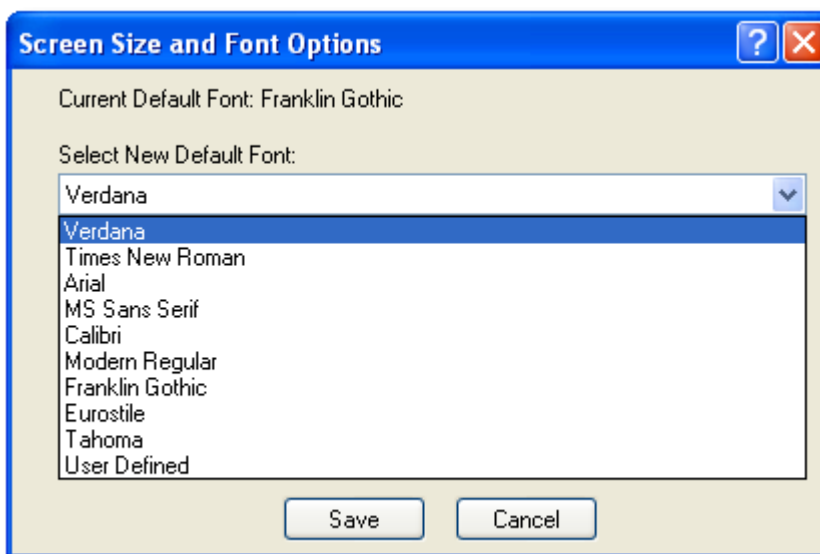 Screen Size and Font Options
Current Default Font: Franklin Gothic
Select New Default Font:
Verdana
Verdana
Times New Roman
Arial
MS Sans Serif
Calibri
Modern Regular
Franklin Gothic
Eurostile
Tahoma
User Defined
Save Cancel